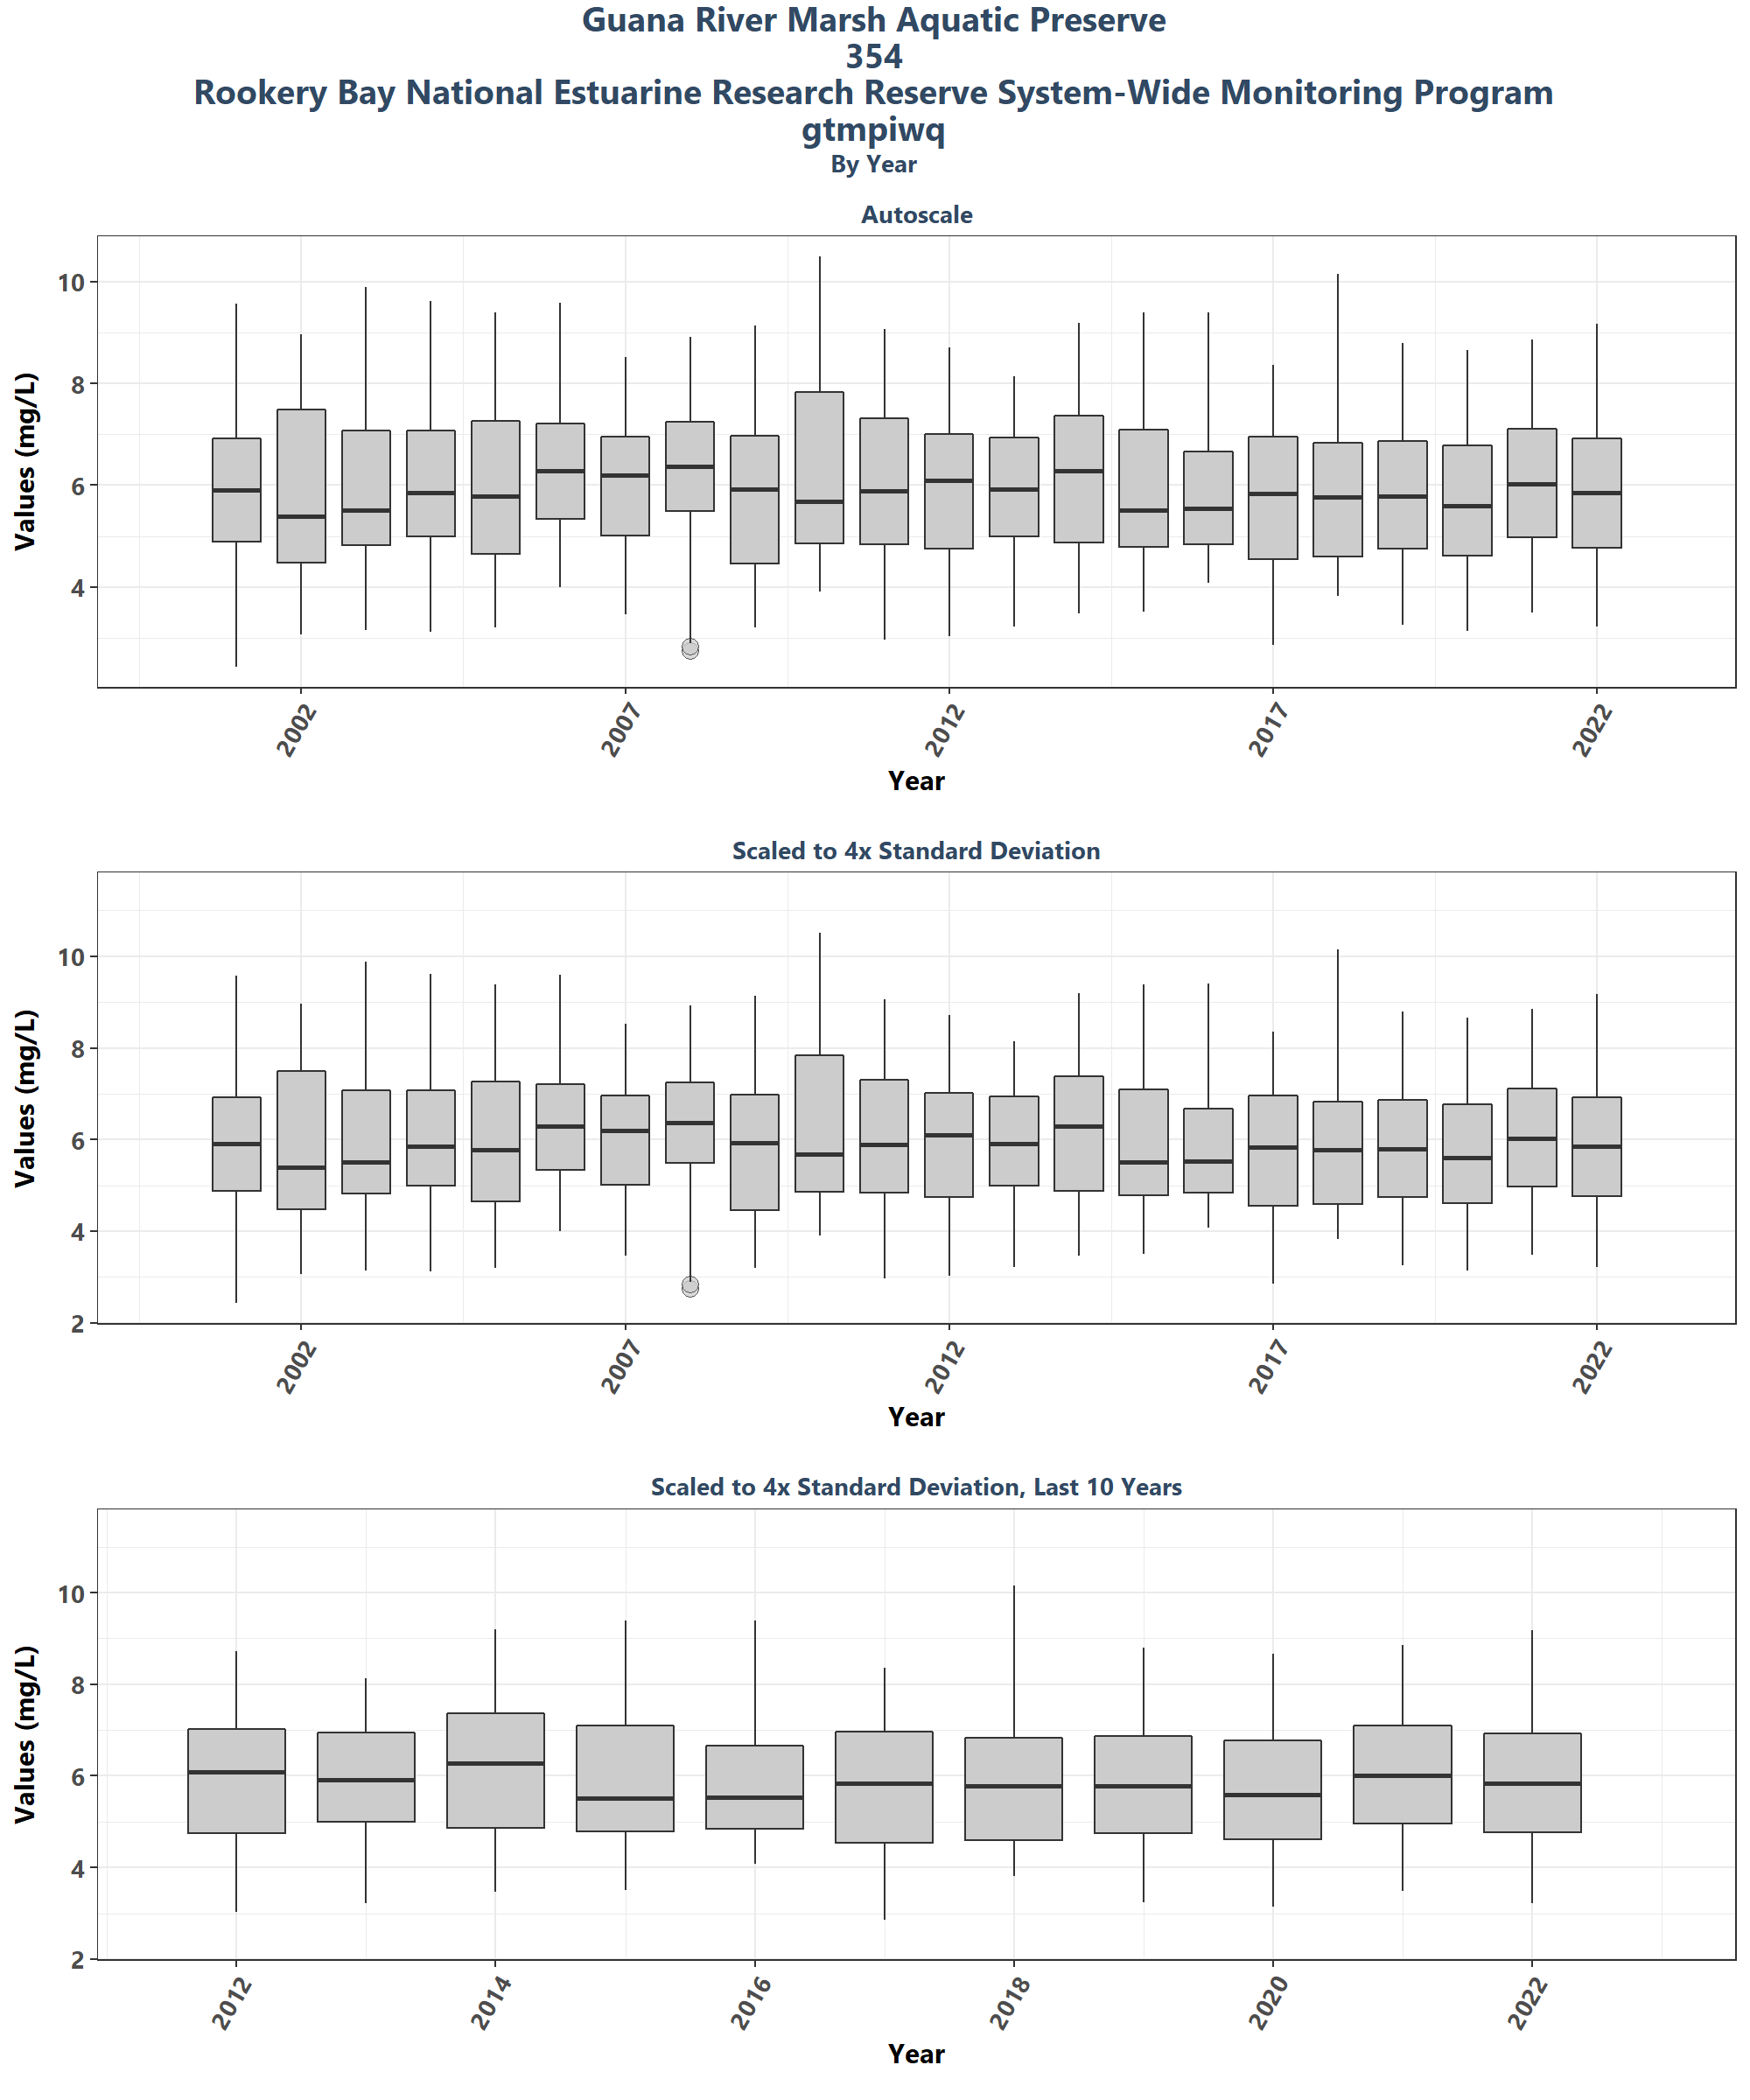 Guana River Marsh Aquatic Preserve
354
Rookery Bay National Estuarine Research Reserve System-Wide Monitoring Program
gtmpiwq
By Year
Autoscale
Values (mg/L)
10
8
6
4
2002
2007
2012
2017
2022
Year
Scaled to 4x Standard Deviation
Values (mg/L)
10
8
6
4
2
2002
2007
2012
2017
2022
Year
Scaled to 4x Standard Deviation, Last 10 Years
Values (mg/L)
10
8
6
4
2
2012
2014
2016
2018
2020
2022
Year